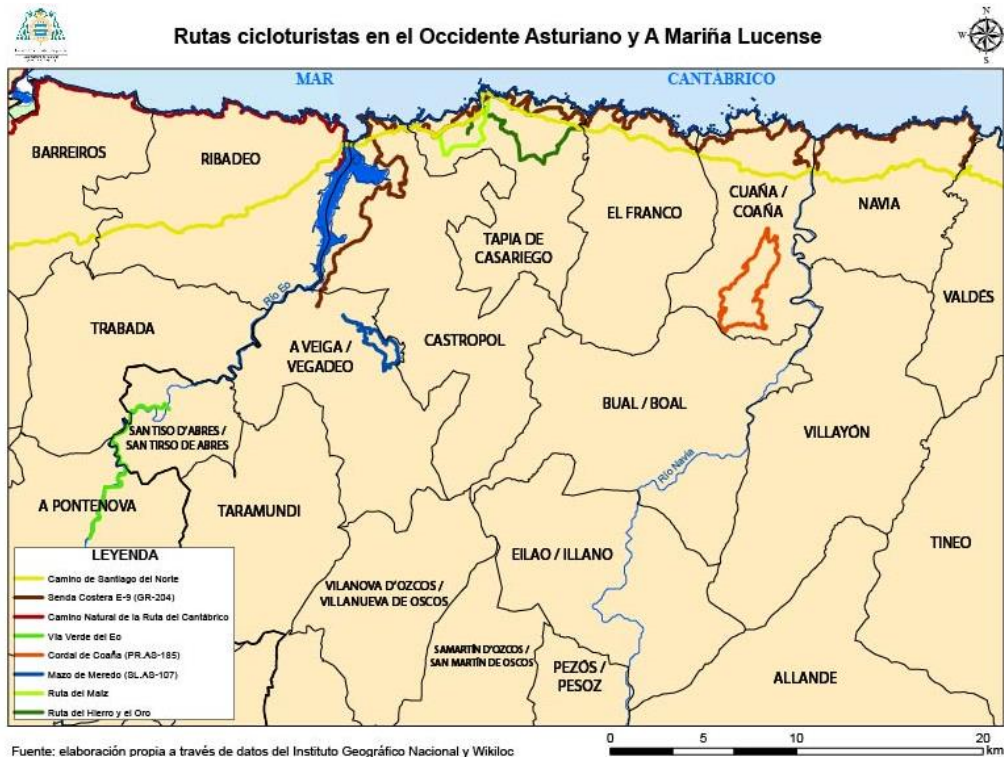 Rutas cicloturistas en el Occidente Asturiano y A Mariña Lucense
N
W
E
S
MAR
CANTÁBRICO
BARREIROS
RIBADEO
CUAÑA /
COAÑA
NAVIA
EL FRANCO
TAPIA DE
CASARIEGO
VALDÉS
Río Eo
TRABADA
A VEIGA /
VEGADEO
CASTROPOL
BUAL / BOAL
VILLAYÓN
SAN TISO D'ABRES /
SAN TIRSO DE ABRES
Río Navia
A PONTENOVA
TARAMUNDI
EILAO / ILLANO
TINEO
VILANOVA D'OZCOS /
VILLANUEVA DE OSCOS
SAMARTÍN D'OZCOS /
SAN MARTÍN DE OSCOS
PEZÓS /
PESOZ
ALLANDE
LEYENDA
Camino de Santiago del Norte
Senda Costera E-9 (GR-204)
Camino Natural de la Ruta del Cantábrico
Vía Verde del Eo
Cordal de Coaña (PR.AS-185)
Mazo de Meredo (SL.AS-107)
Ruta del Maíz
Ruta del Hierro y el Oro
Fuente: elaboración propia a través de datos del Instituto Geográfico Nacional y Wikiloc
0 5 10 20
km